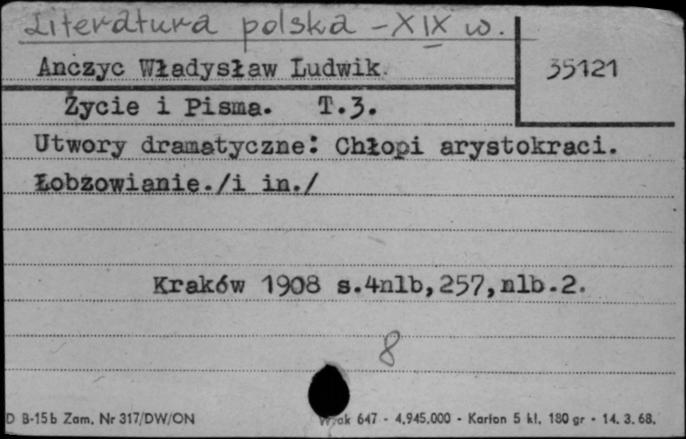 Literatura polska - XIX w.
Anczyc Władysław Ludwik.
35121
Życie i Pisma. T.3.
Utwory dramatyczne: Chłopi arystokraci.
Łobzowianie./i in./
Kraków 1908 s.4nlb,257,nlb.2.
8
D B-15b Zam. Nr 317/DW/ON
647 - 4.945.000 - Karton 5 kl. 180 gr - 14. 3. 68.